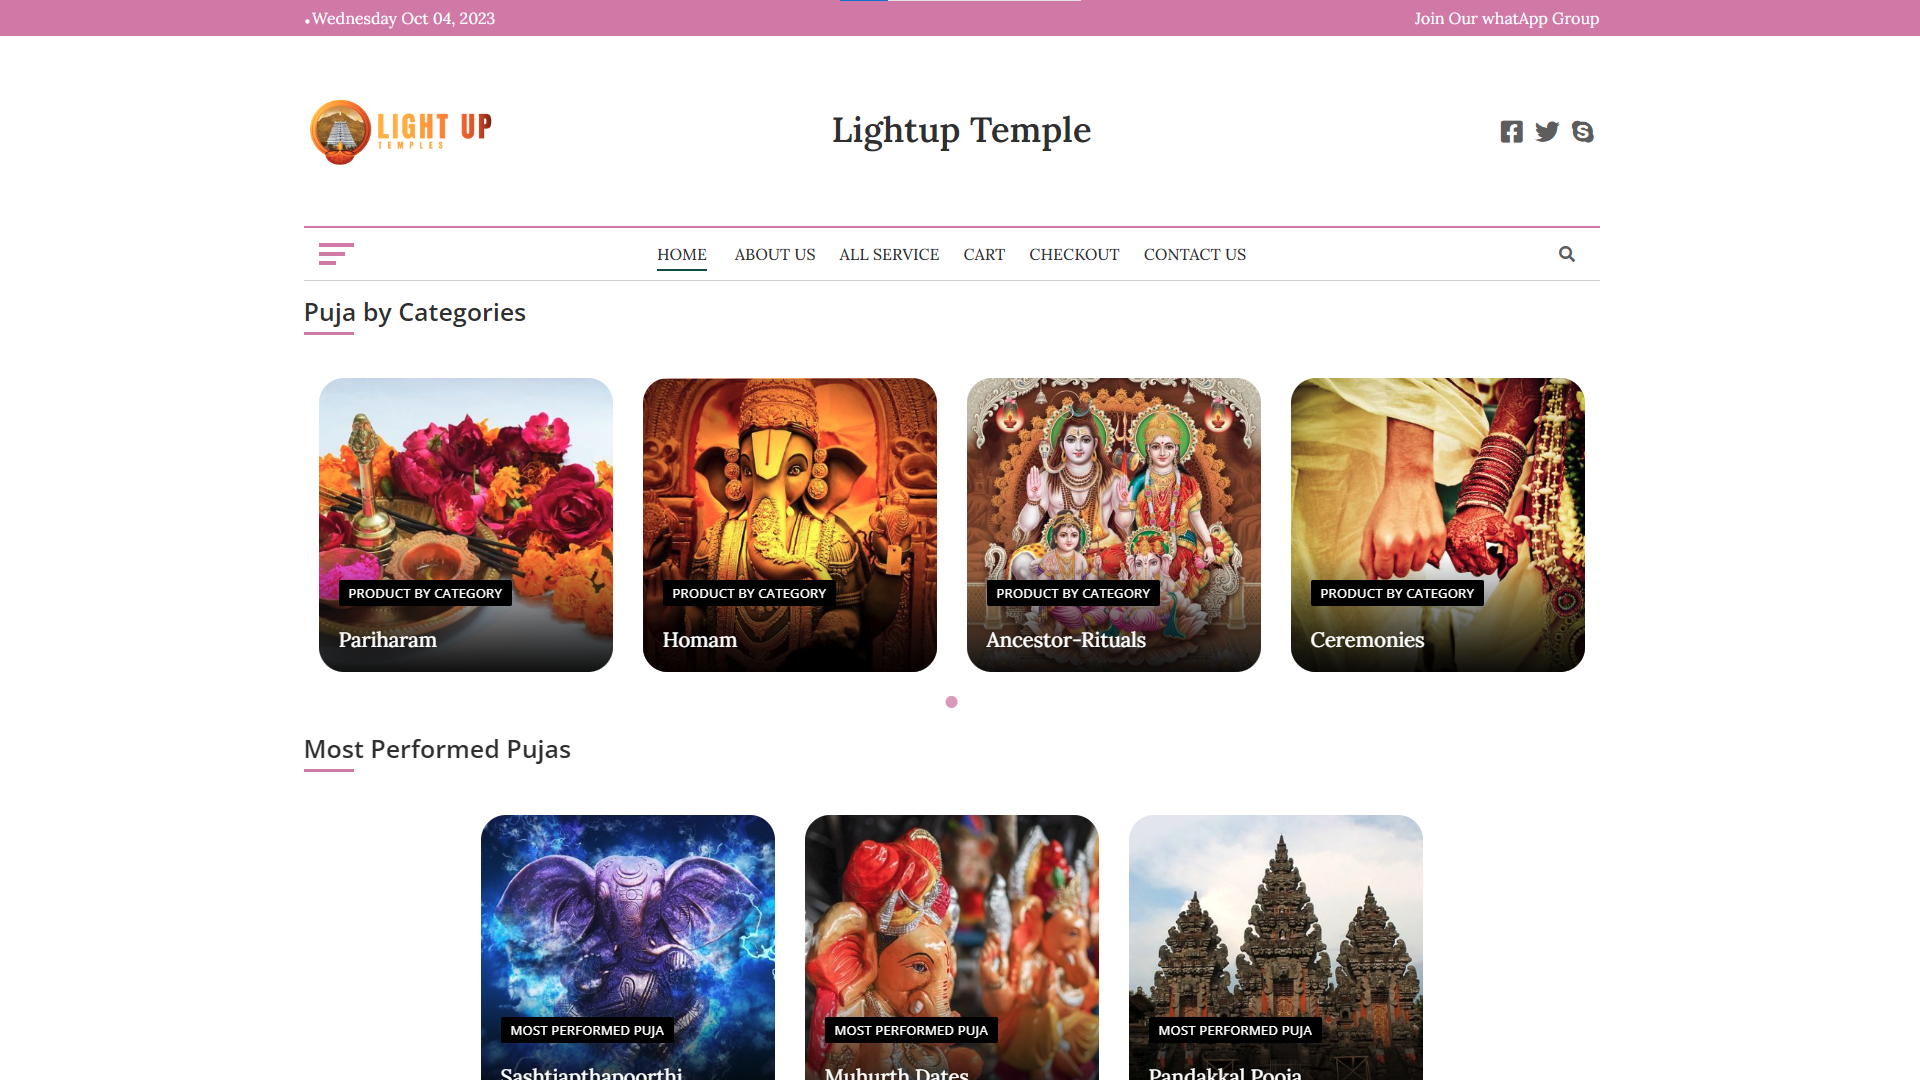 •Wednesday Oct 04, 2023
Join Our whatApp Group
LIGHT UP
TEMPLES
Lightup Temple
HOME
ABOUT US
ALL SERVICE
CART
CHECKOUT
CONTACT US
Puja by Categories
PRODUCT BY CATEGORY
Pariharam
PRODUCT BY CATEGORY
Homam
PRODUCT BY CATEGORY
Ancestor-Rituals
PRODUCT BY CATEGORY
Ceremonies
Most Performed Pujas
MOST PERFORMED PUJA
Sashtiapthapoorthi
MOST PERFORMED PUJA
Muhurth Dates
MOST PERFORMED PUJA
Pandakkal Pooja